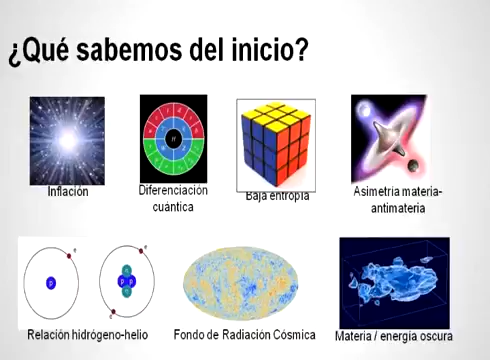 ¿Qué sabemos del inicio?
Inflación
Diferenciación
cuántica
Baja entropía
Asimetría materia-
antimateria
e
e
p
p
p
n
n
e
Relación hidrógeno-helio
Fondo de Radiación Cósmica
Materia / energía oscura